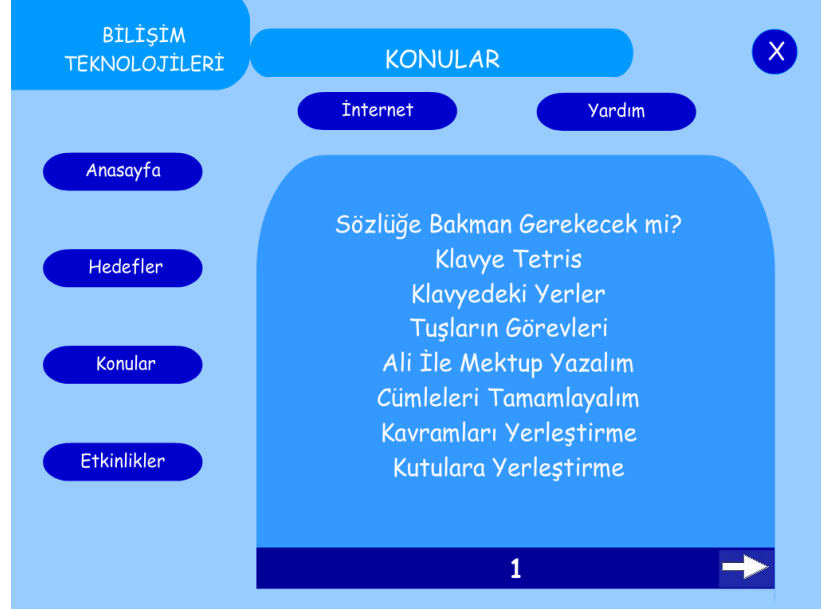 BİLİŞİM
TEKNOLOJİLERİ
KONULAR
X
İnternet
Yardım
Anasayfa
Hedefler
Konular
Etkinlikler
Sözlüğe Bakman Gerekecek mi?
Klavye Tetris
Klavyedeki Yerler
Tuşların Görevleri
Ali İle Mektup Yazalım
Cümleleri Tamamlayalım
Kavramları Yerleştirme
Kutulara Yerleştirme
1